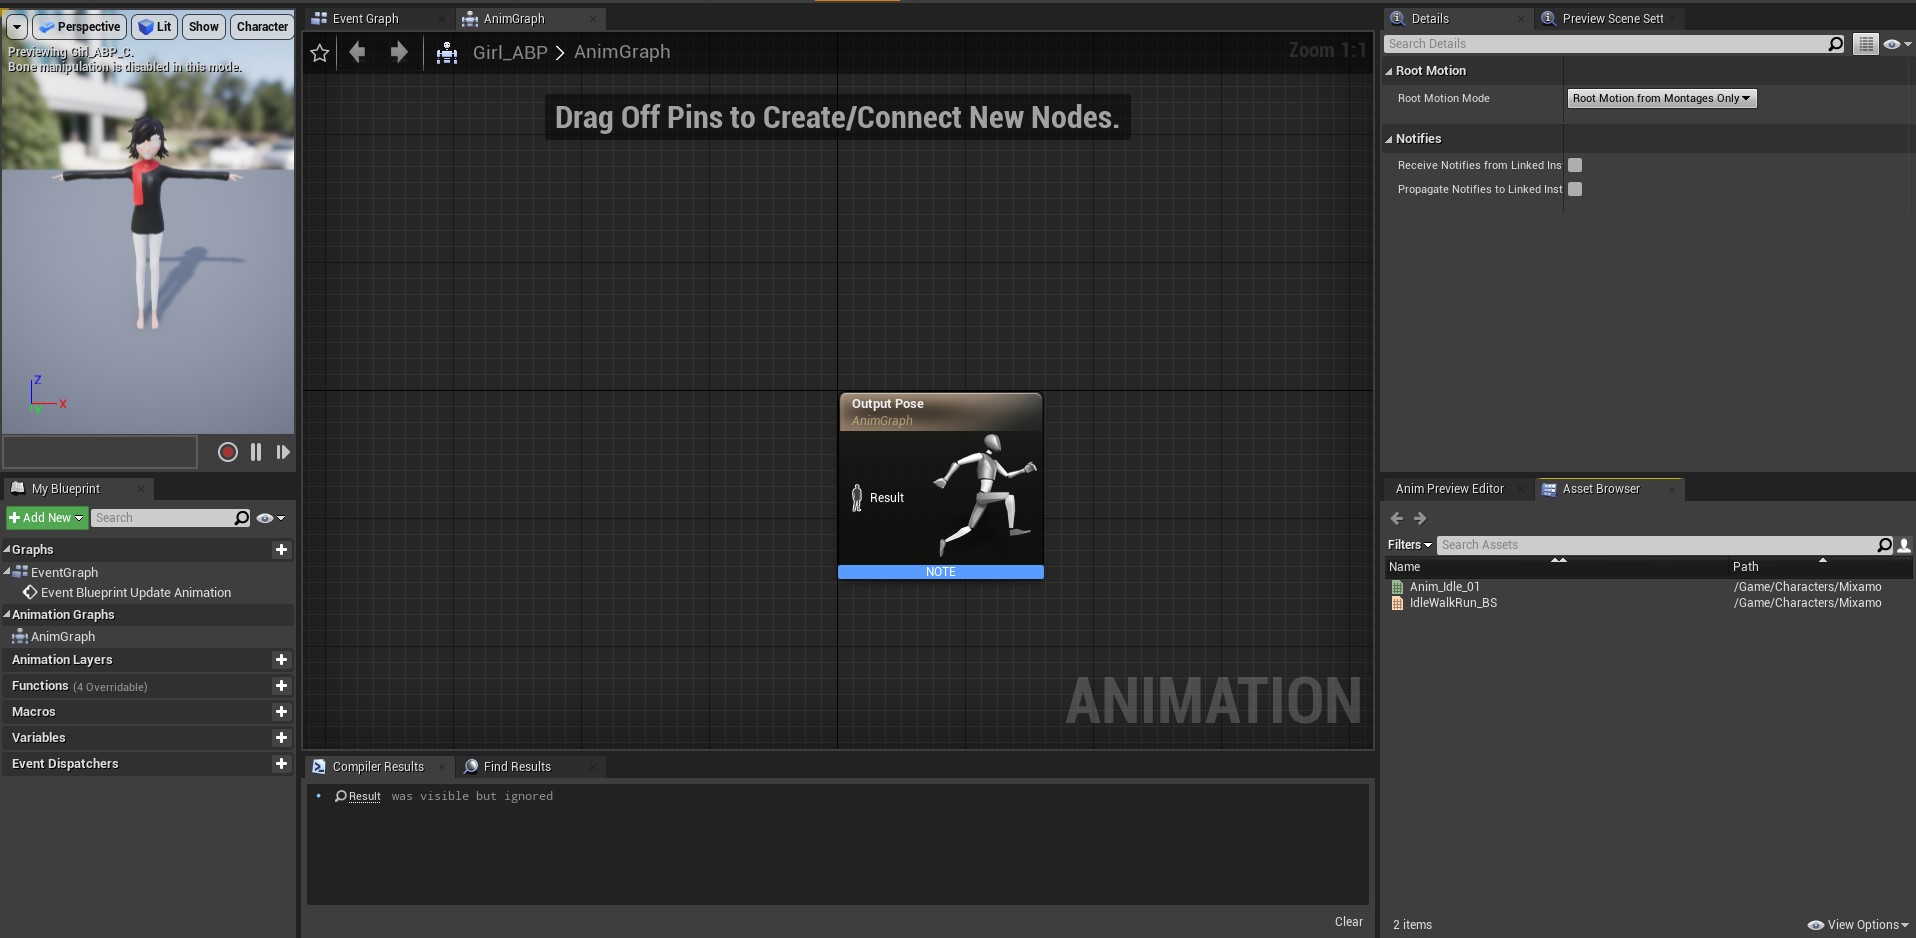 Perspective
Lit
Show
Character
Previewing Girl_ABP_C.
Bone manipulation is disabled in this mode.
Z
X
Y
My Blueprint
Add New
Search
Graphs
EventGraph
Event Blueprint Update Animation
Animation Graphs
AnimGraph
Animation Layers
Functions (4 Overridable)
Macros
Variables
Event Dispatchers
Event Graph
AnimGraph
Girl_ABP > AnimGraph
Zoom 1:1
Drag Off Pins to Create/Connect New Nodes.
Output Pose
AnimGraph
Result
NOTE
ANIMATION
Compiler Results
Find Results
Result was visible but ignored
Clear
Details
Preview Scene Sett
Search Details
Root Motion
Root Motion Mode
Root Motion from Montages Only
Notifies
Receive Notifies from Linked Ins
Propagate Notifies to Linked Inst
Anim Preview Editor
Asset Browser
Filters
Search Assets
Name
Path
Anim_Idle_01
/Game/Characters/Mixamo
IdleWalkRun_BS
/Game/Characters/Mixamo
2 items
View Options